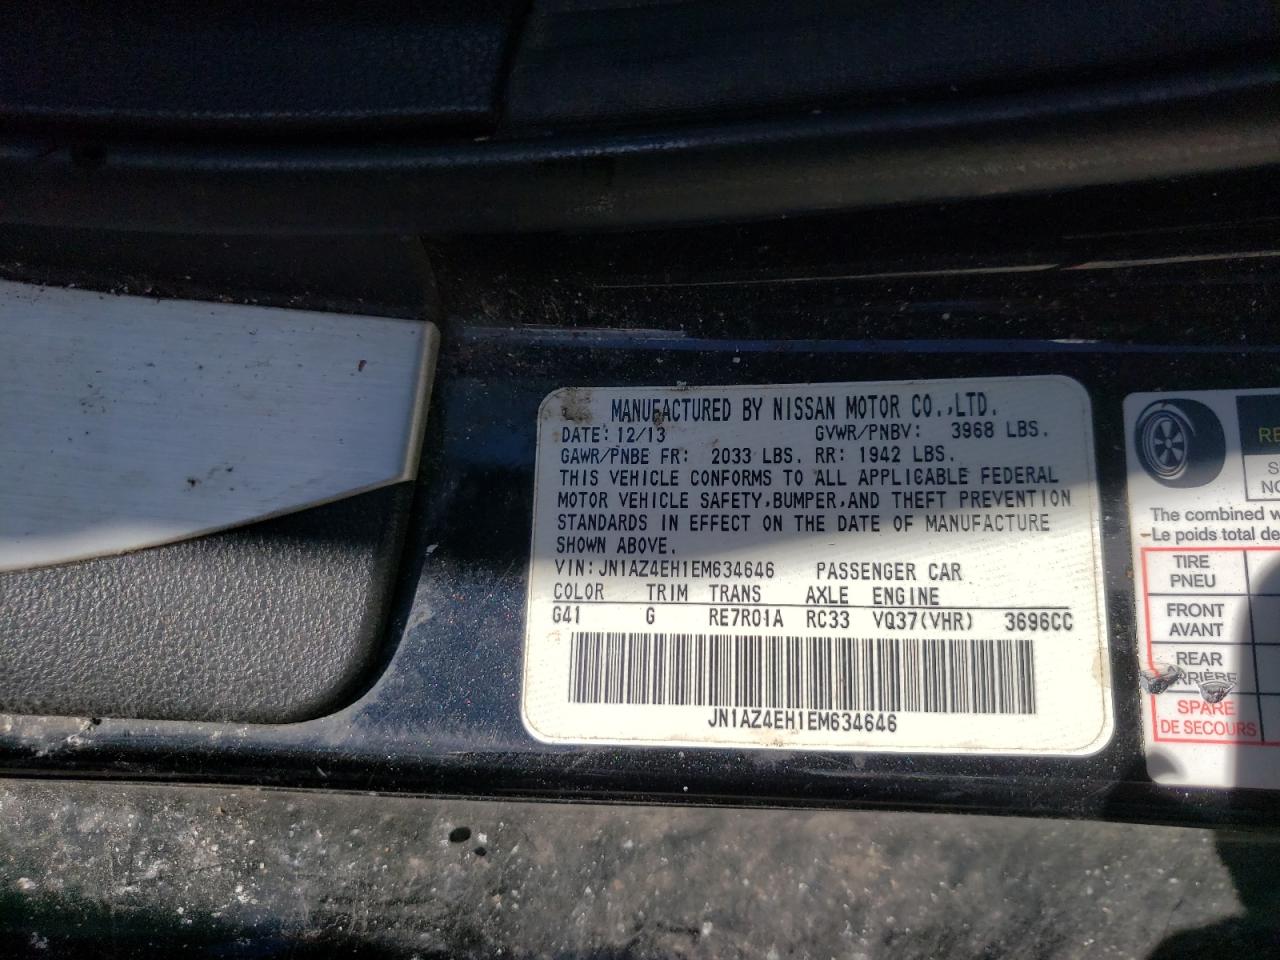 MANUFACTURED BY NISSAN MOTOR CO.,LTD.
DATE: 12/13 GVWR/PNBV: 3968 LBS.
GAWR/PNBE FR: 2033 LBS. RR: 1942 LBS.
THIS VEHICLE CONFORMS TO ALL APPLICABLE FEDERAL
MOTOR VEHICLE SAFETY,BUMPER,AND THEFT PREVENTION
STANDARDS IN EFFECT ON THE DATE OF MANUFACTURE
SHOWN ABOVE.
VIN: JN1AZ4EH1EM634646 PASSENGER CAR
COLOR TRIM TRANS AXLE ENGINE
G41 G RE7R01A RC33 VQ37(VHR) 3696CC
JN1AZ4EH1EM634646
The combined
Le poids total de
TIRE
PNEU
FRONT
AVANT
REAR
SPARE
DE SECOURS